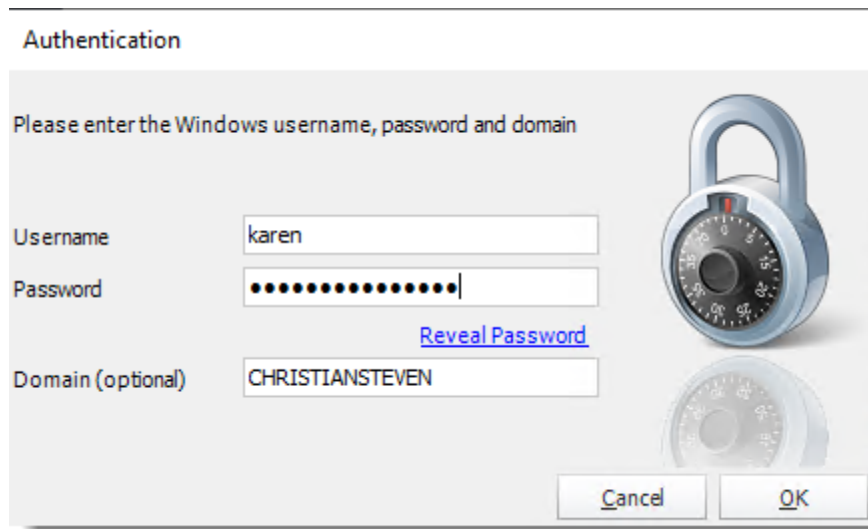 Authentication
Please enter the Windows username, password and domain
Username karen
Password ●●●●●●●●●●●●●●●
Reveal Password
Domain (optional) CHRISTIANSTEVEN
Cancel OK